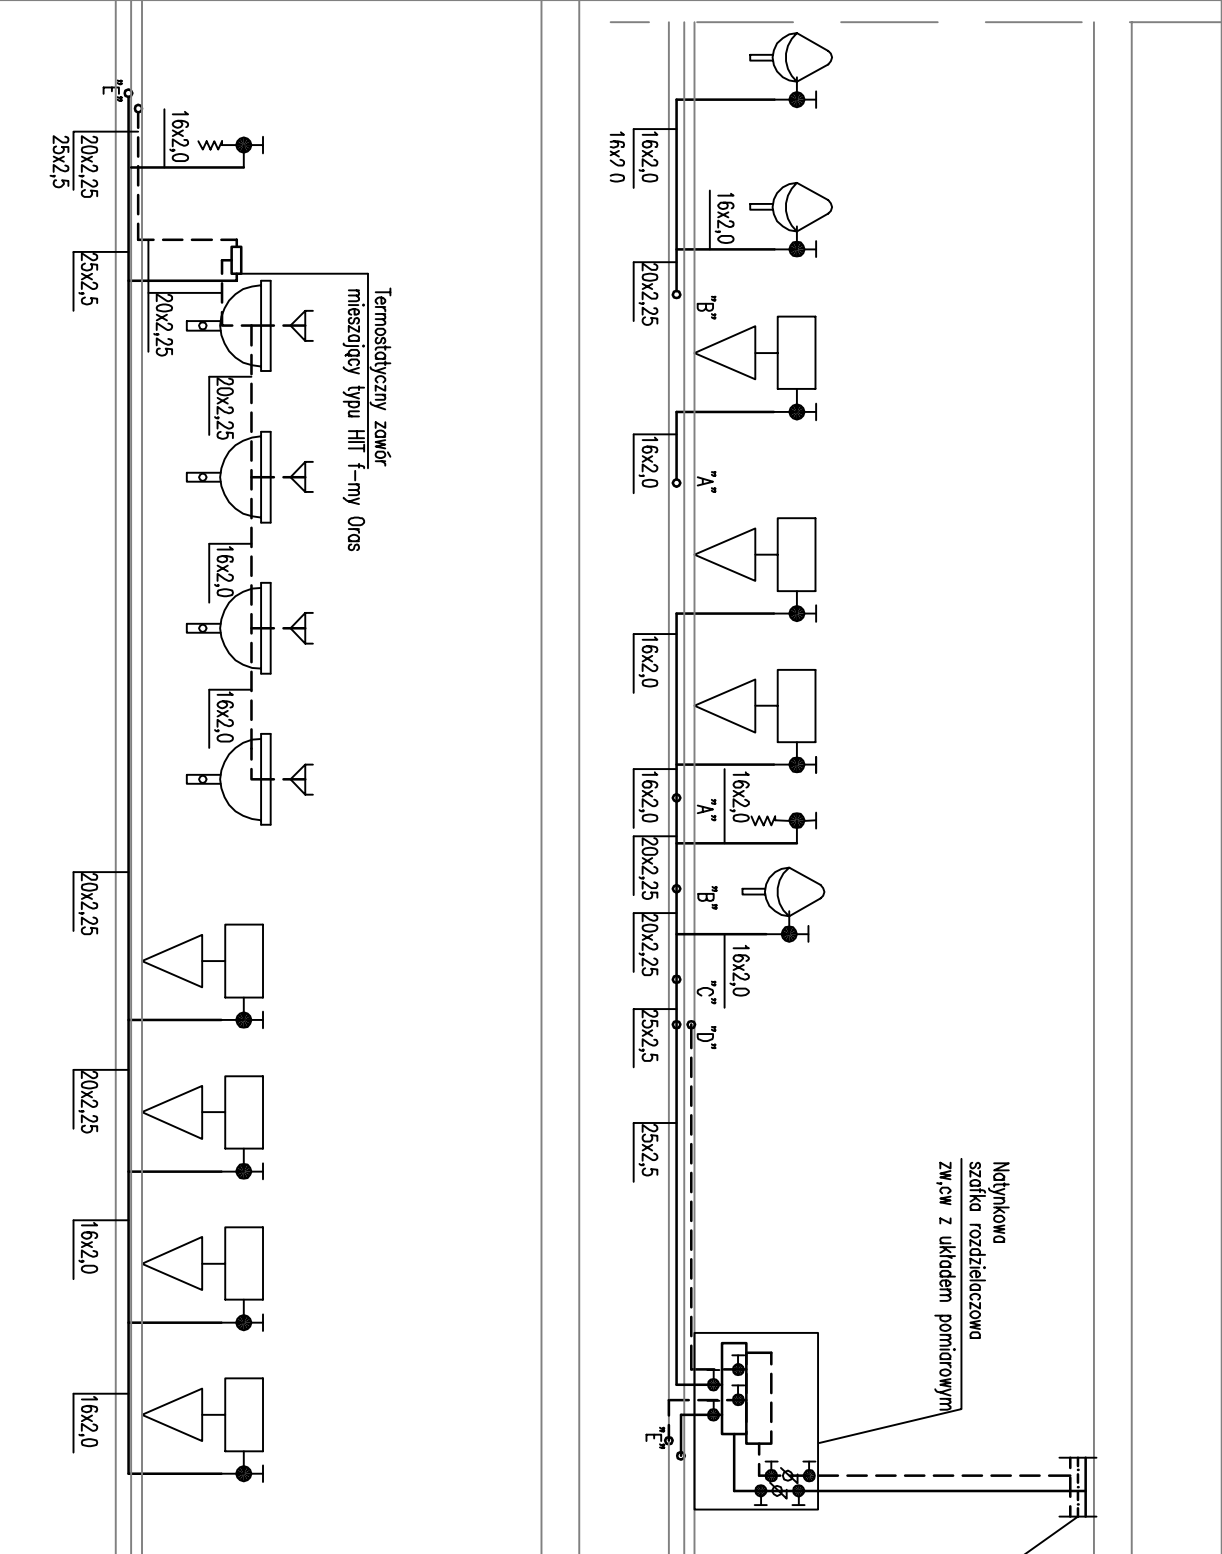 16x2,0
16x2,0
16x2,0
20x2,25
"B"
16x2,0
"A"
16x2,0
16x2,0
"A"
16x2,0
20x2,25
"B"
20x2,25
16x2,0
"C"
25x2,5
"D"
25x2,5
Natynkowa
szafka rozdzielaczowa
zw,cw z układem pomiarowym
"E"
"E"
16x2,0
20x2,25
25x2,5
25x2,5
20x2,25
Termostatyczny zawór
mieszający typu HIT f-my Oras
20x2,25
16x2,0
16x2,0
20x2,25
20x2,25
16x2,0
16x2,0